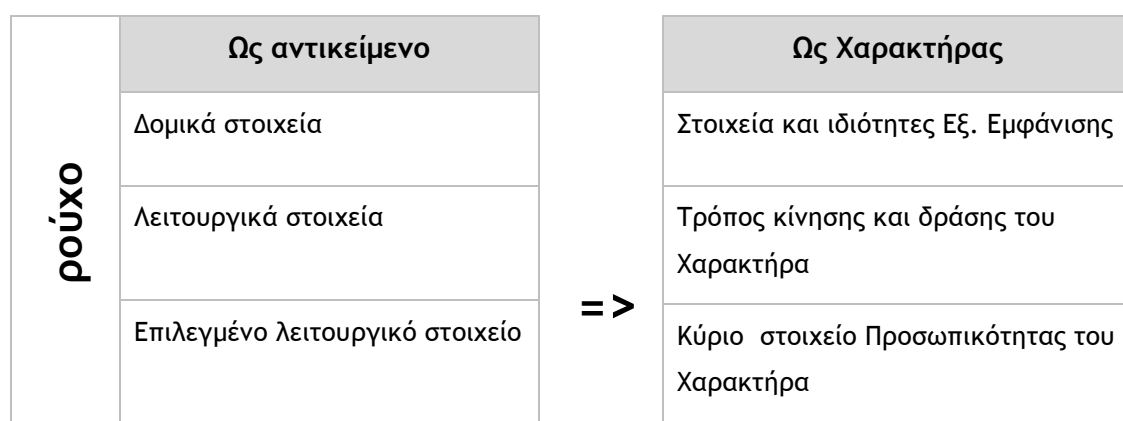 ρούχο
Ως αντικείμενο
Δομικά στοιχεία
Λειτουργικά στοιχεία
Επιλεγμένο λειτουργικό στοιχείο
=>
Ως Χαρακτήρας
Στοιχεία και ιδιότητες Εξ. Εμφάνισης
Τρόπος κίνησης και δράσης του
Χαρακτήρα
Κύριο στοιχείο Προσωπικότητας του
Χαρακτήρα